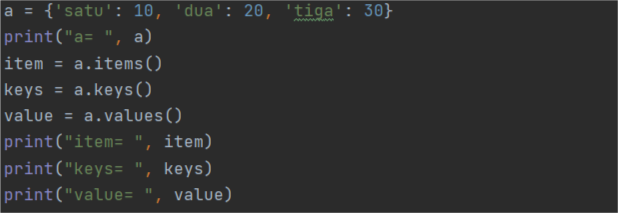 a = {'satu': 10, 'dua': 20, 'tiga': 30}
print("a= ", a)
item = a.items()
keys = a.keys()
value = a.values()
print("item= ", item)
print("keys= ", keys)
print("value= ", value)